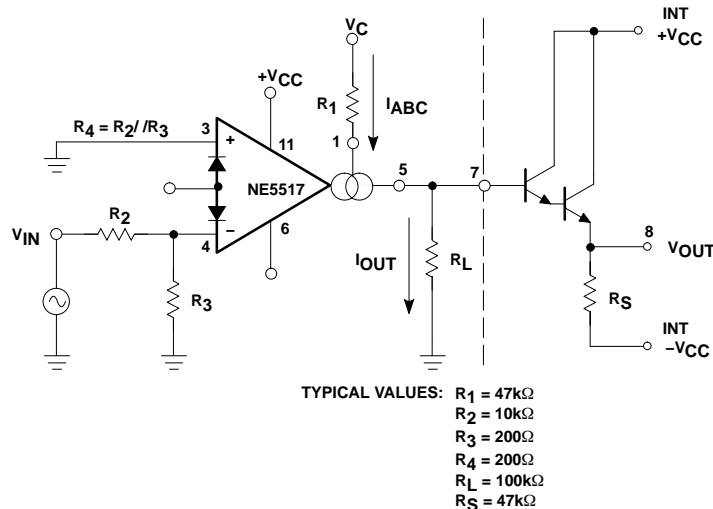 VC
INT
+VCC
+VCC
R1
IABC
R4 = R2/ /R3
3
+
11
1
5
7
NE5517
VIN
R2
4
−
6
8
VOUT
IOUT
RL
RS
R3
INT
−VCC
TYPICAL VALUES: R1 = 47kΩ
R2 = 10kΩ
R3 = 200Ω
R4 = 200Ω
RL = 100kΩ
RS = 47kΩ